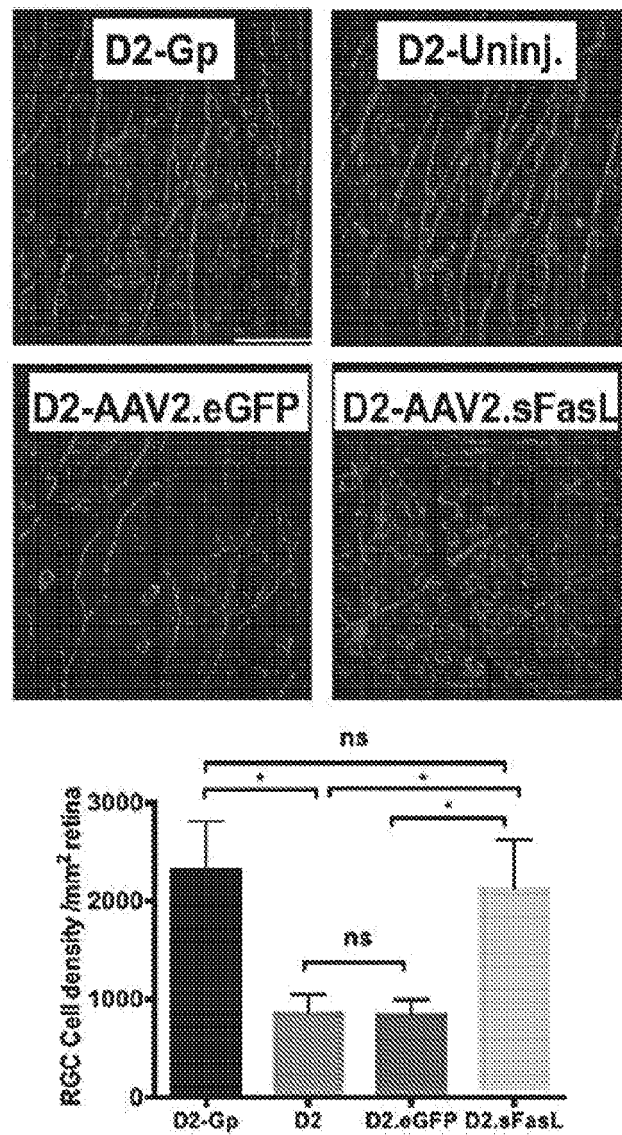 D2-Gp
D2-Uninj.
D2-AAV2.eGFP
D2-AAV2.sFasL
ns
*
*
*
ns
RGC Cell density /mm² retina
3000
2000
1000
0
D2-Gp
D2
D2.eGFP
D2.sFasL